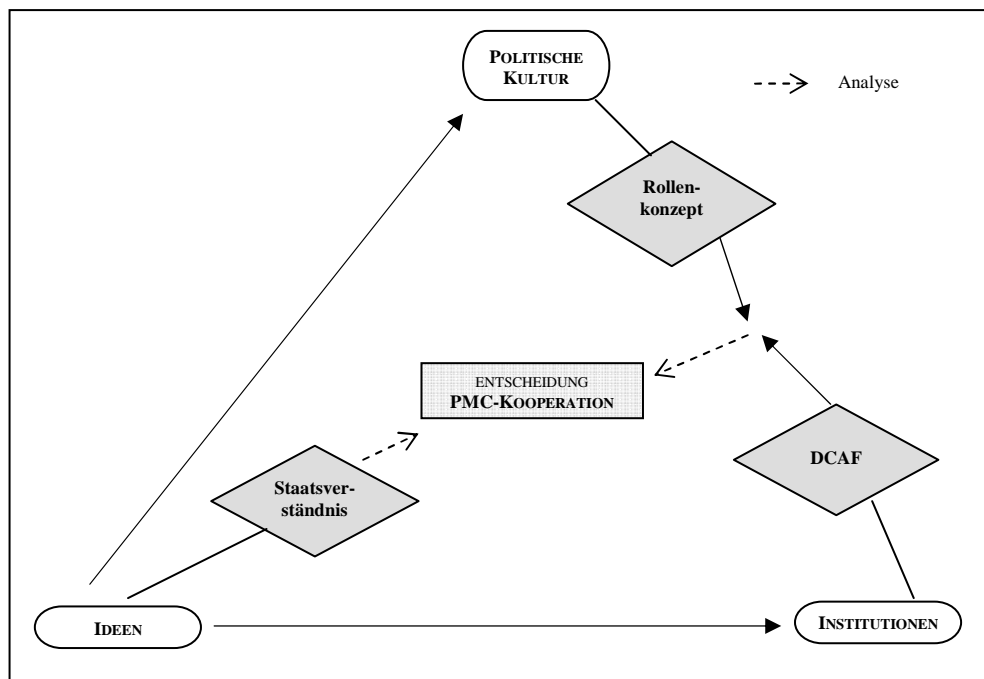 POLITISCHE
KULTUR
Analyse
Rollen-
konzept
ENTSCHEIDUNG
PMC-KOOPERATION
DCAF
Staatsver-
ständnis
IDEEN
INSTITUTIONEN